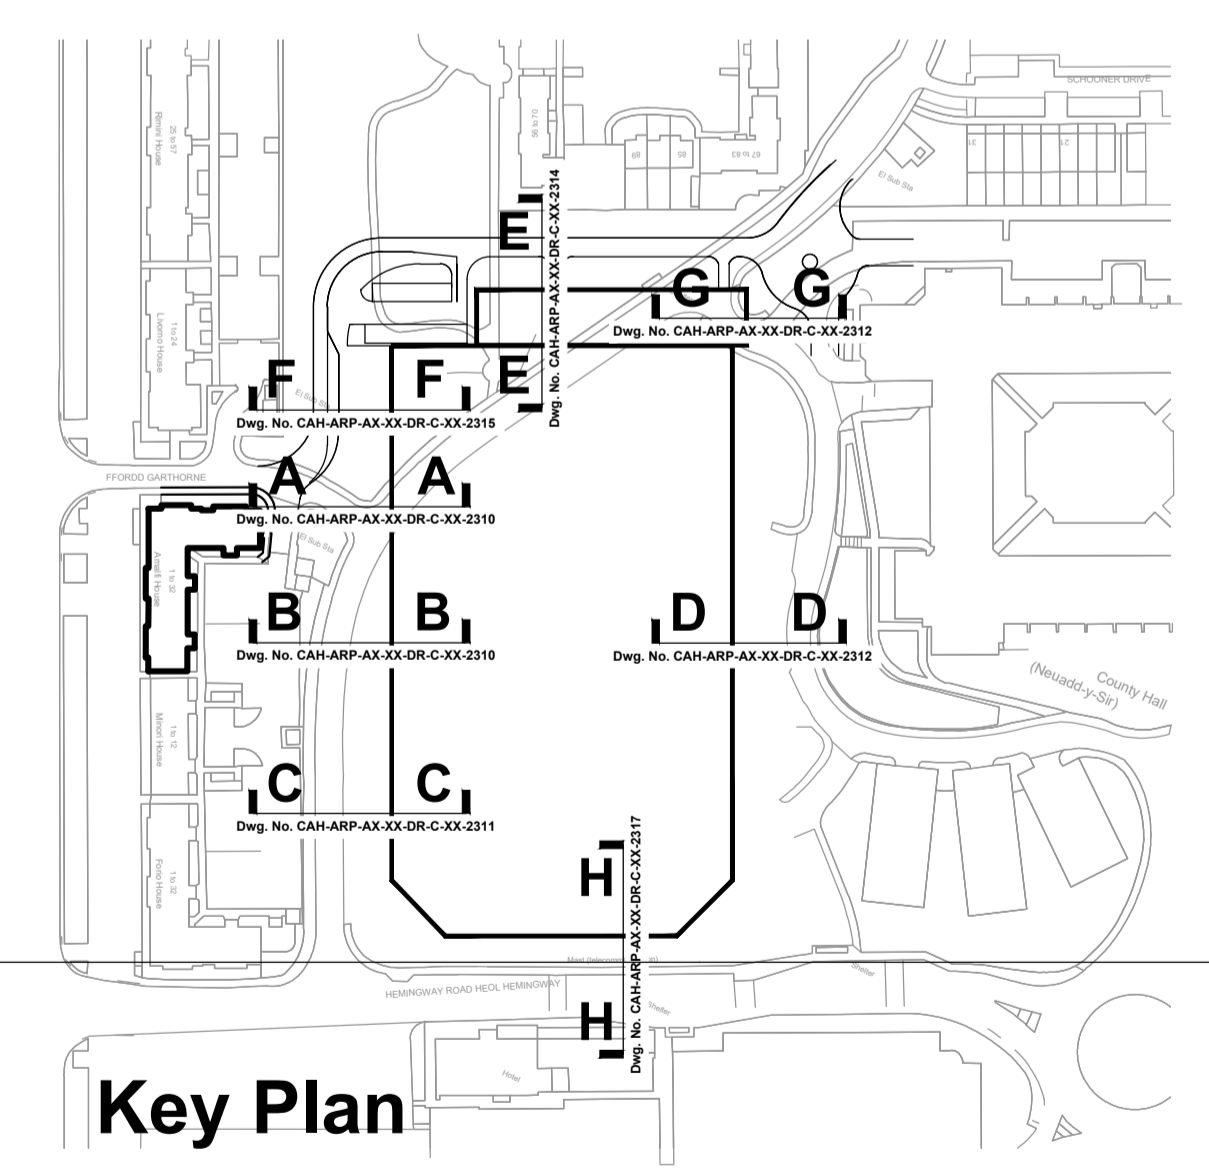 SCHOONER DRIVE
Rimini House
25 to 57
56 to 70
89
85
67 to 83
31
21
El Sub Sta
E
Dwg. No. CAH-ARP-AX-XX-DR-C-XX-2314
E
G G
Dwg. No. CAH-ARP-AX-XX-DR-C-XX-2312
Livorno House
1 to 24
F F
El Sub Sta
Dwg. No. CAH-ARP-AX-XX-DR-C-XX-2315
FFORDD GARTHORNE
A A
Dwg. No. CAH-ARP-AX-XX-DR-C-XX-2310
El Sub Sta
Amalfi House
1 to 32
B B
Dwg. No. CAH-ARP-AX-XX-DR-C-XX-2310
D D
Dwg. No. CAH-ARP-AX-XX-DR-C-XX-2312
County Hall
(Neuadd-y-Sir)
Minori House
1 to 12
C C
Dwg. No. CAH-ARP-AX-XX-DR-C-XX-2311
Forio House
1 to 32
H
Dwg. No. CAH-ARP-AX-XX-DR-C-XX-2317
H
Mast (telecom
Shelter
HEMINGWAY ROAD HEOL HEMINGWAY
Shelter
Hotel
Key Plan